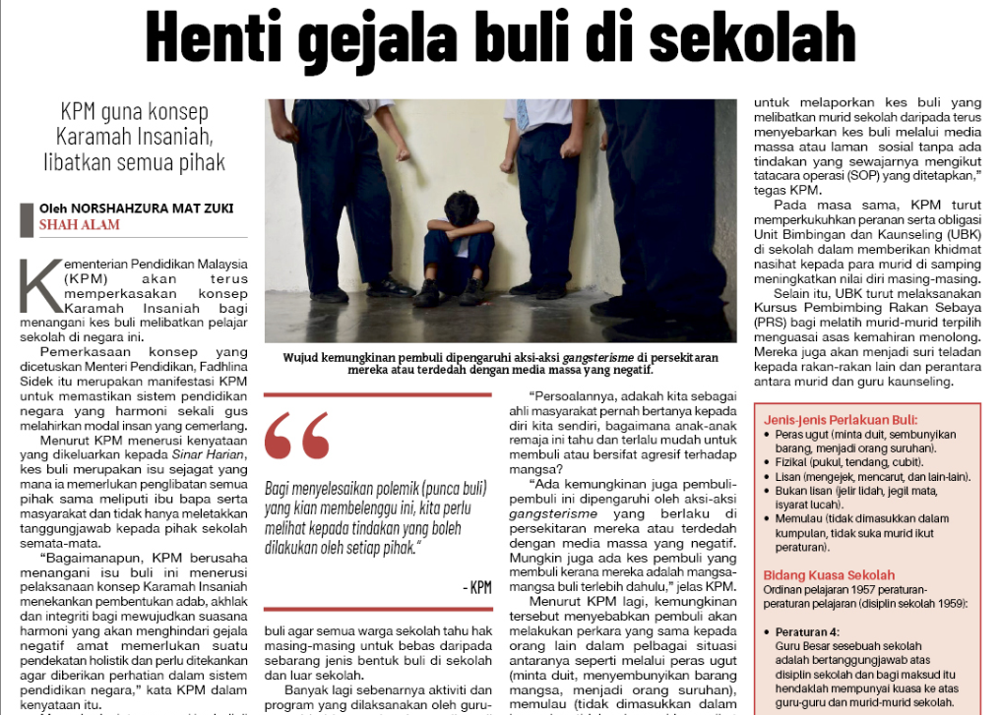 Henti gejala buli di sekolah
KPM guna konsep
Karamah Insaniah,
libatkan semua pihak
Oleh NORSHAHZURA MAT ZUKI
SHAH ALAM
Kementerian Pendidikan Malaysia
(KPM) akan terus
memperkasakan konsep
Karamah Insaniah bagi
menangani kes buli melibatkan pelajar
sekolah di negara ini.
Pemerkasaan konsep yang
dicetuskan Menteri Pendidikan, Fadhlina
Sidek itu merupakan manifestasi KPM
untuk memastikan sistem pendidikan
negara yang harmoni sekali gus
melahirkan modal insan yang cemerlang.
Menurut KPM menerusi kenyataan
yang dikeluarkan kepada Sinar Harian,
kes buli merupakan isu sejagat yang
mana ia memerlukan penglibatan semua
pihak sama meliputi ibu bapa serta
masyarakat dan tidak hanya meletakkan
tanggungjawab kepada pihak sekolah
semata-mata.
“Bagaimanapun, KPM berusaha
menangani isu buli ini menerusi
pelaksanaan konsep Karamah Insaniah
menekankan pembentukan adab, akhlak
dan integriti bagi mewujudkan suasana
harmoni yang akan menghindari gejala
negatif amat memerlukan suatu
pendekatan holistik dan perlu ditekankan
agar diberikan perhatian dalam sistem
pendidikan negara,” kata KPM dalam
kenyataan itu.
Wujud kemungkinan pembuli dipengaruhi aksi-aksi gangsterisme di persekitaran
mereka atau terdedah dengan media massa yang negatif.
“
Bagi menyelesaikan polemik (punca buli)
yang kian membelenggu ini, kita perlu
melihat kepada tindakan yang boleh
dilakukan oleh setiap pihak.“
- KPM
buli agar semua warga sekolah tahu hak
masing-masing untuk bebas daripada
sebarang jenis bentuk buli di sekolah
dan luar sekolah.
Banyak lagi sebenarnya aktiviti dan
program yang dilaksanakan oleh guru-
“Persoalannya, adakah kita sebagai
ahli masyarakat pernah bertanya kepada
diri kita sendiri, bagaimana anak-anak
remaja ini tahu dan terlalu mudah untuk
membuli atau bersifat agresif terhadap
mangsa?
“Ada kemungkinan juga pembuli-
pembuli ini dipengaruhi oleh aksi-aksi
gangsterisme yang berlaku di
persekitaran mereka atau terdedah
dengan media massa yang negatif.
Mungkin juga ada kes pembuli yang
membuli kerana mereka adalah mangsa-
mangsa buli terlebih dahulu,” jelas KPM.
Menurut KPM lagi, kemungkinan
tersebut menyebabkan pembuli akan
melakukan perkara yang sama kepada
orang lain dalam pelbagai situasi
antaranya seperti melalui peras ugut
(minta duit, menyembunyikan barang
mangsa, menjadi orang suruhan),
memulau (tidak dimasukkan dalam
untuk melaporkan kes buli yang
melibatkan murid sekolah daripada terus
menyebarkan kes buli melalui media
massa atau laman sosial tanpa ada
tindakan yang sewajarnya mengikut
tatacara operasi (SOP) yang ditetapkan,”
tegas KPM.
Pada masa sama, KPM turut
memperkukuhkan peranan serta obligasi
Unit Bimbingan dan Kaunseling (UBK)
di sekolah dalam memberikan khidmat
nasihat kepada para murid di samping
meningkatkan nilai diri masing-masing.
Selain itu, UBK turut melaksanakan
Kursus Pembimbing Rakan Sebaya
(PRS) bagi melatih murid-murid terpilih
menguasai asas kemahiran menolong.
Mereka juga akan menjadi suri teladan
kepada rakan-rakan lain dan perantara
antara murid dan guru kaunseling.
Jenis-jenis Perlakuan Buli:
• Peras ugut (minta duit, sembunyikan
barang, menjadi orang suruhan).
• Fizikal (pukul, tendang, cubit).
• Lisan (mengejek, mencarut, dan lain-lain).
• Bukan lisan (jelir lidah, jegil mata,
isyarat lucah).
• Memulau (tidak dimasukkan dalam
kumpulan, tidak suka murid ikut
peraturan).
Bidang Kuasa Sekolah
Ordinan pelajaran 1957 peraturan-
peraturan pelajaran (disiplin sekolah 1959):
• Peraturan 4:
Guru Besar sesebuah sekolah
adalah bertanggungjawab atas
disiplin sekolah dan bagi maksud itu
hendaklah mempunyai kuasa ke atas
guru-guru dan murid-murid sekolah.